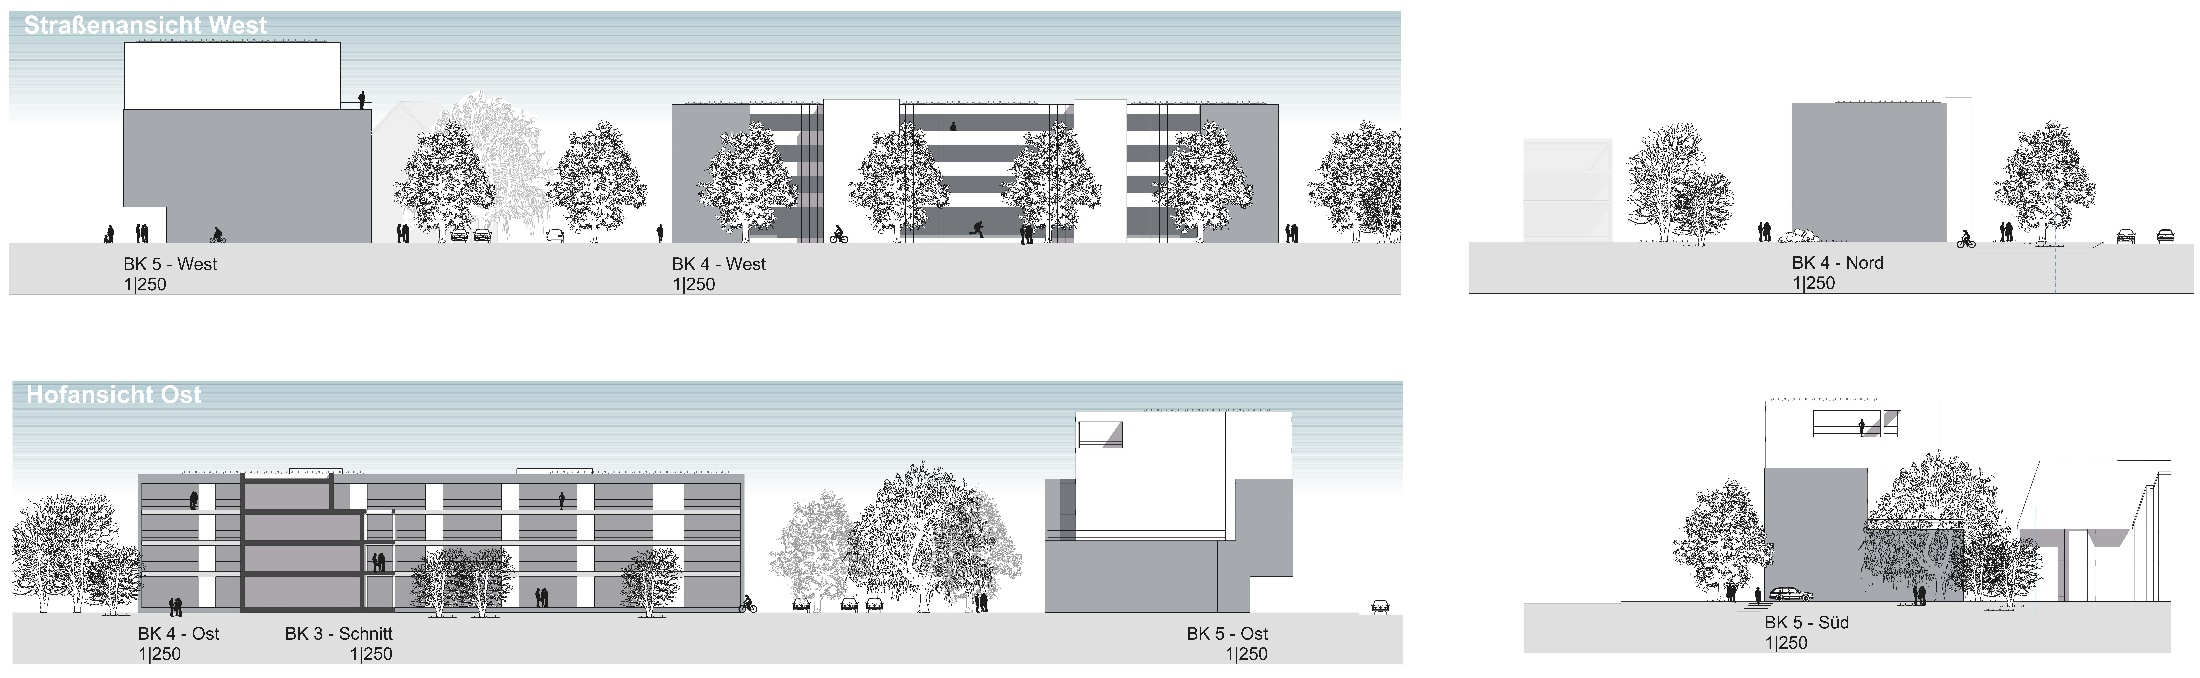 Straßenansicht West
BK 5 - West
1|250
BK 4 - West
1|250
BK 4 - Nord
1|250
Hofansicht Ost
BK 4 - Ost
1|250
BK 3 - Schnitt
1|250
BK 5 - Ost
1|250
BK 5 - Süd
1|250